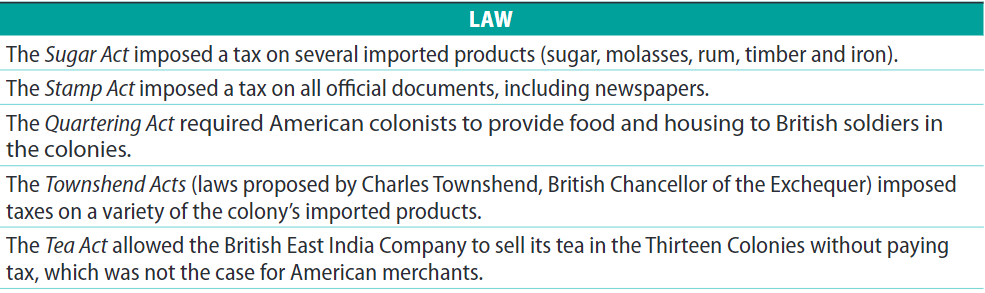 LAW
The Sugar Act imposed a tax on several imported products (sugar, molasses, rum, timber and iron).
The Stamp Act imposed a tax on all official documents, including newspapers.
The Quartering Act required American colonists to provide food and housing to British soldiers in
the colonies.
The Townshend Acts (laws proposed by Charles Townshend, British Chancellor of the Exchequer) imposed
taxes on a variety of the colony’s imported products.
The Tea Act allowed the British East India Company to sell its tea in the Thirteen Colonies without paying
tax, which was not the case for American merchants.